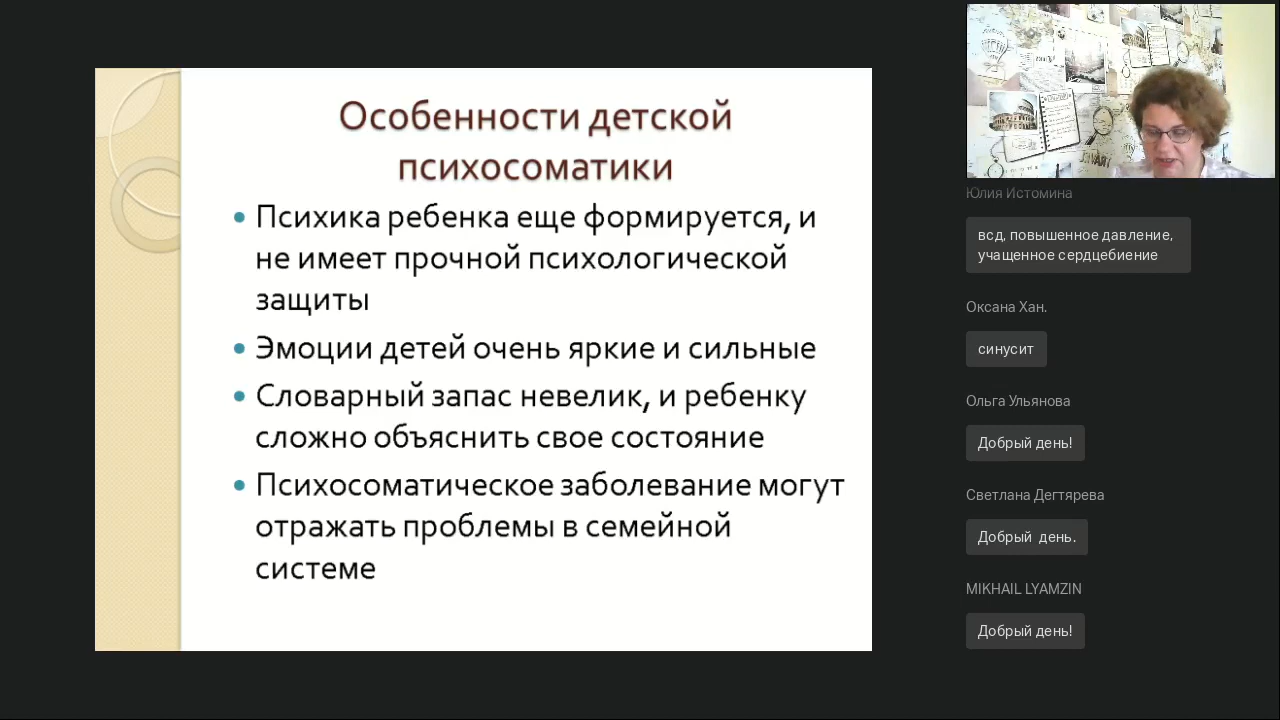 Особенности детской
психосоматики
Психика ребенка еще формируется, и
не имеет прочной психологической
защиты
Эмоции детей очень яркие и сильные
Словарный запас невелик, и ребенку
сложно объяснить свое состояние
Психосоматическое заболевание могут
отражать проблемы в семейной
системе
Юлия Истомина
всд, повышенное давление,
учащенное сердцебиение
Оксана Хан.
синусит
Ольга Ульянова
Добрый день!
Светлана Дегтярева
Добрый день.
MIKHAIL LYAMZIN
Добрый день!